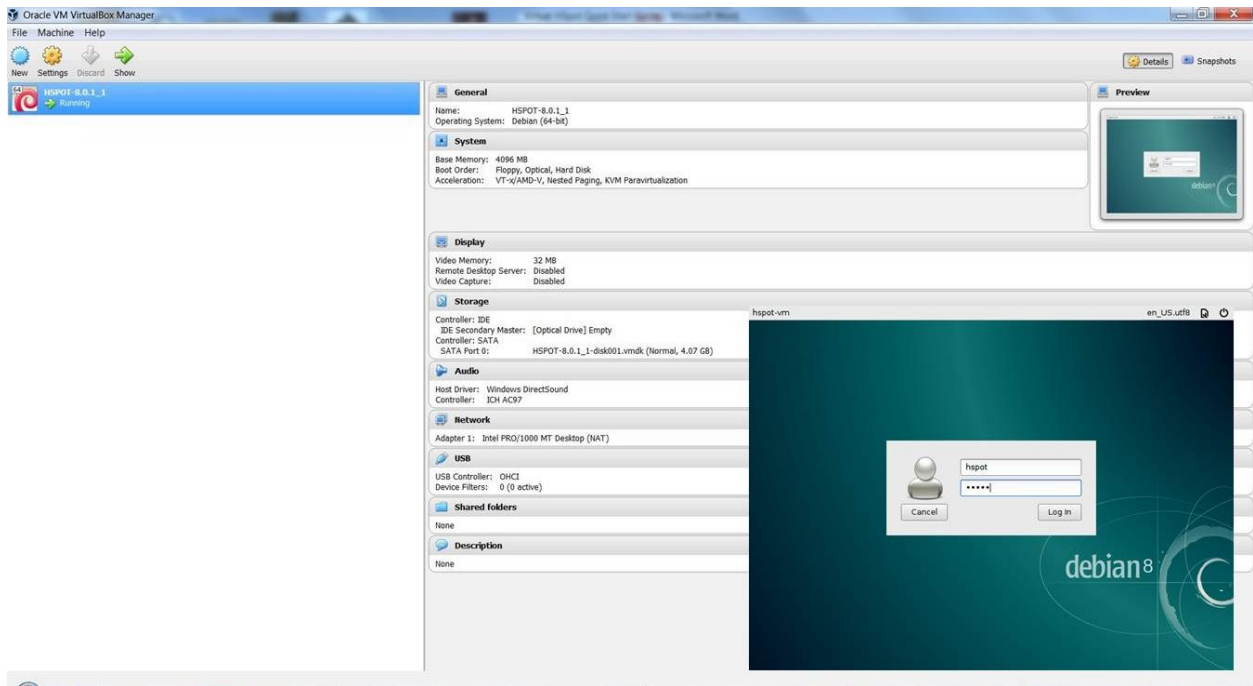 Oracle VM VirtualBox Manager
File Machine Help
New Settings Discard Show
Details Snapshots
64
HSPOT-8.0.1_1
Running
General
Name: HSPOT-8.0.1_1
Operating System: Debian (64-bit)
Preview
System
Base Memory: 4096 MB
Boot Order: Floppy, Optical, Hard Disk
Acceleration: VT-x/AMD-V, Nested Paging, KVM Paravirtualization
debian
Display
Video Memory: 32 MB
Remote Desktop Server: Disabled
Video Capture: Disabled
Storage
Controller: IDE
IDE Secondary Master: [Optical Drive] Empty
Controller: SATA
SATA Port 0: HSPOT-8.0.1_1-disk001.vmdk (Normal, 4.07 GB)
Audio
Host Driver: Windows DirectSound
Controller: ICH AC97
Network
Adapter 1: Intel PRO/1000 MT Desktop (NAT)
USB
USB Controller: OHCI
Device Filters: 0 (0 active)
Shared folders
None
Description
None
hspot-vm en_US.utf8
hspot
•••••
Cancel Log In
debian 8